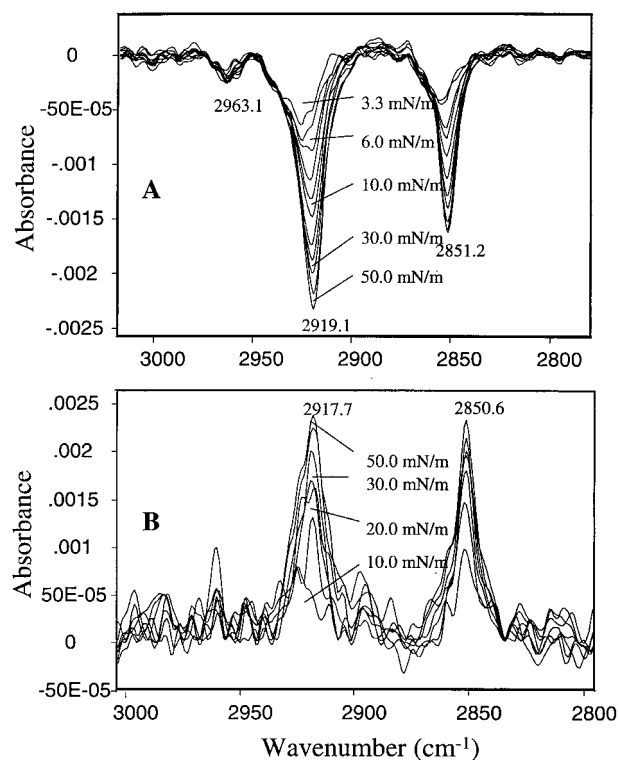 0
-50E-05
-.001
-.0015
-.002
-.0025
Absorbance
A
2963.1
3.3 mN/m
6.0 mN/m
10.0 mN/m
30.0 mN/m
50.0 mN/m
2851.2
2919.1
3000
2950
2900
2850
2800
.0025
.002
.0015
.001
50E-05
0
-50E-05
Absorbance
B
2917.7
2850.6
50.0 mN/m
30.0 mN/m
20.0 mN/m
10.0 mN/m
3000
2950
2900
2850
2800
Wavenumber (cm-1)